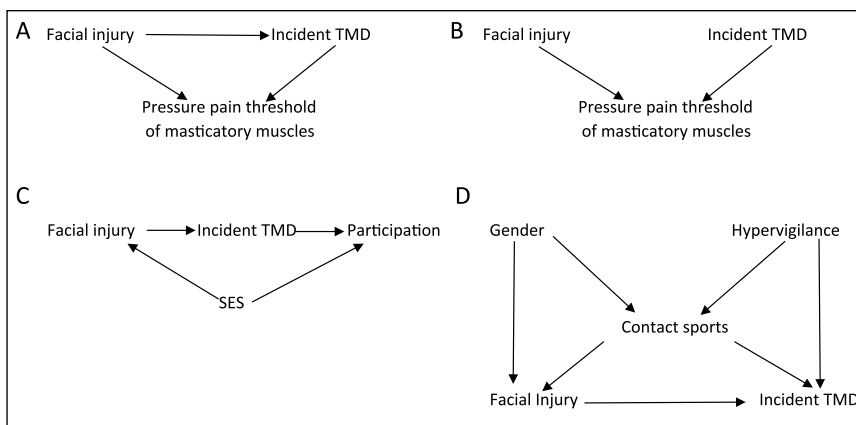 A
Facial injury
Incident TMD
Pressure pain threshold
of masticatory muscles
B
Facial injury
Incident TMD
Pressure pain threshold
of masticatory muscles
C
Facial injury
Incident TMD
Participation
SES
D
Gender
Hypervigilance
Contact sports
Facial Injury
Incident TMD